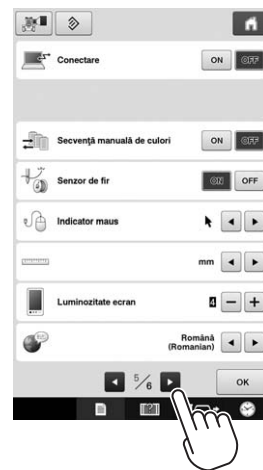 Conectare ON OFF
Secvenţă manuală de culori ON OFF
Senzor de fir ON OFF
Indicator maus
mm
Luminozitate ecran 4
Română
(Romanian)
5/6 OK